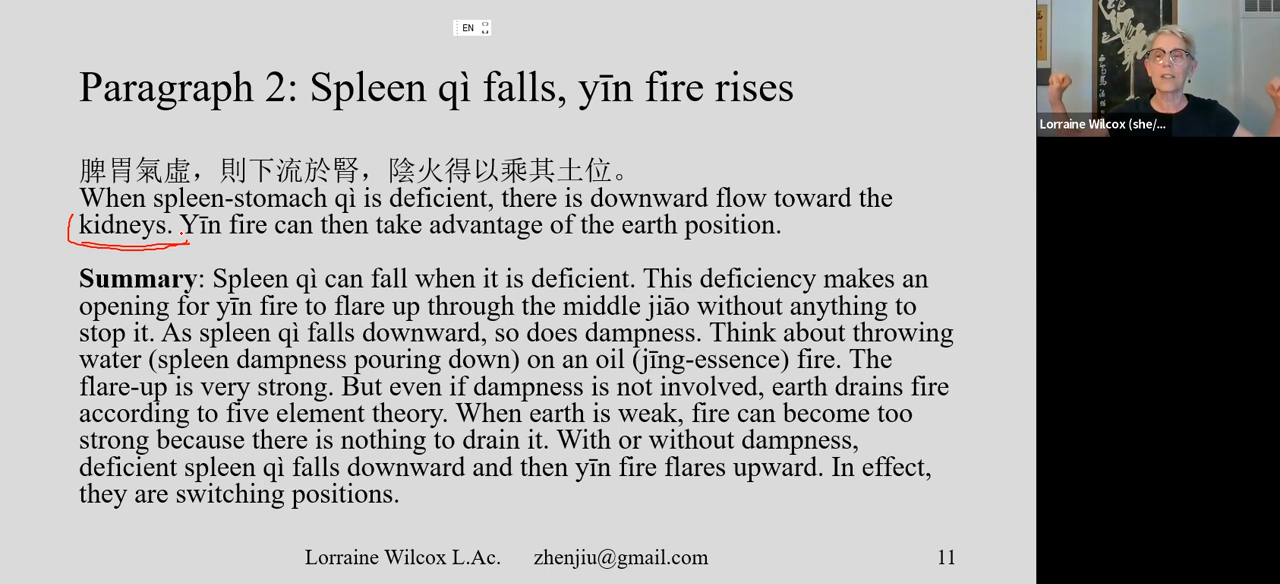 EN
Paragraph 2: Spleen qì falls, yīn fire rises
脾胃氣虛，則下流於腎，陰火得以乘其土位。
When spleen-stomach qì is deficient, there is downward flow toward the
kidneys. Yīn fire can then take advantage of the earth position.
Summary: Spleen qì can fall when it is deficient. This deficiency makes an
opening for yīn fire to flare up through the middle jiāo without anything to
stop it. As spleen qì falls downward, so does dampness. Think about throwing
water (spleen dampness pouring down) on an oil (jīng-essence) fire. The
flare-up is very strong. But even if dampness is not involved, earth drains fire
according to five element theory. When earth is weak, fire can become too
strong because there is nothing to drain it. With or without dampness,
deficient spleen qì falls downward and then yīn fire flares upward. In effect,
they are switching positions.
Lorraine Wilcox L.Ac. zhenjiu@gmail.com 11
Lorraine Wilcox (she/...